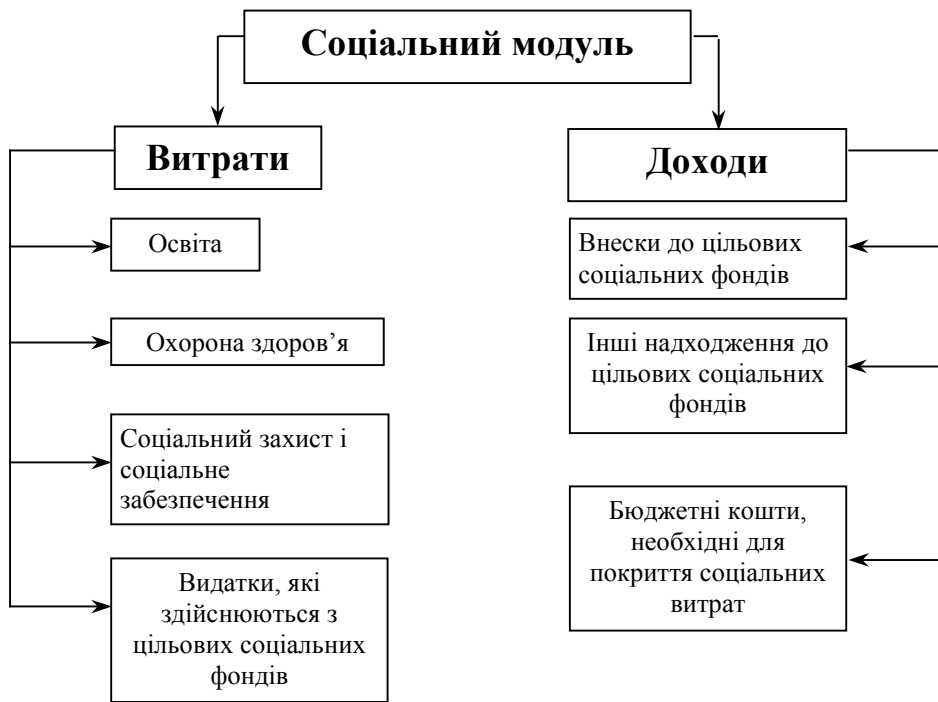 Соціальний модуль
Витрати
Доходи
Освіта
Внески до цільових
соціальних фондів
Охорона здоров’я
Інші надходження до
цільових соціальних
фондів
Соціальний захист і
соціальне
забезпечення
Бюджетні кошти,
необхідні для
покриття соціальних
витрат
Видатки, які
здійснюються з
цільових соціальних
фондів